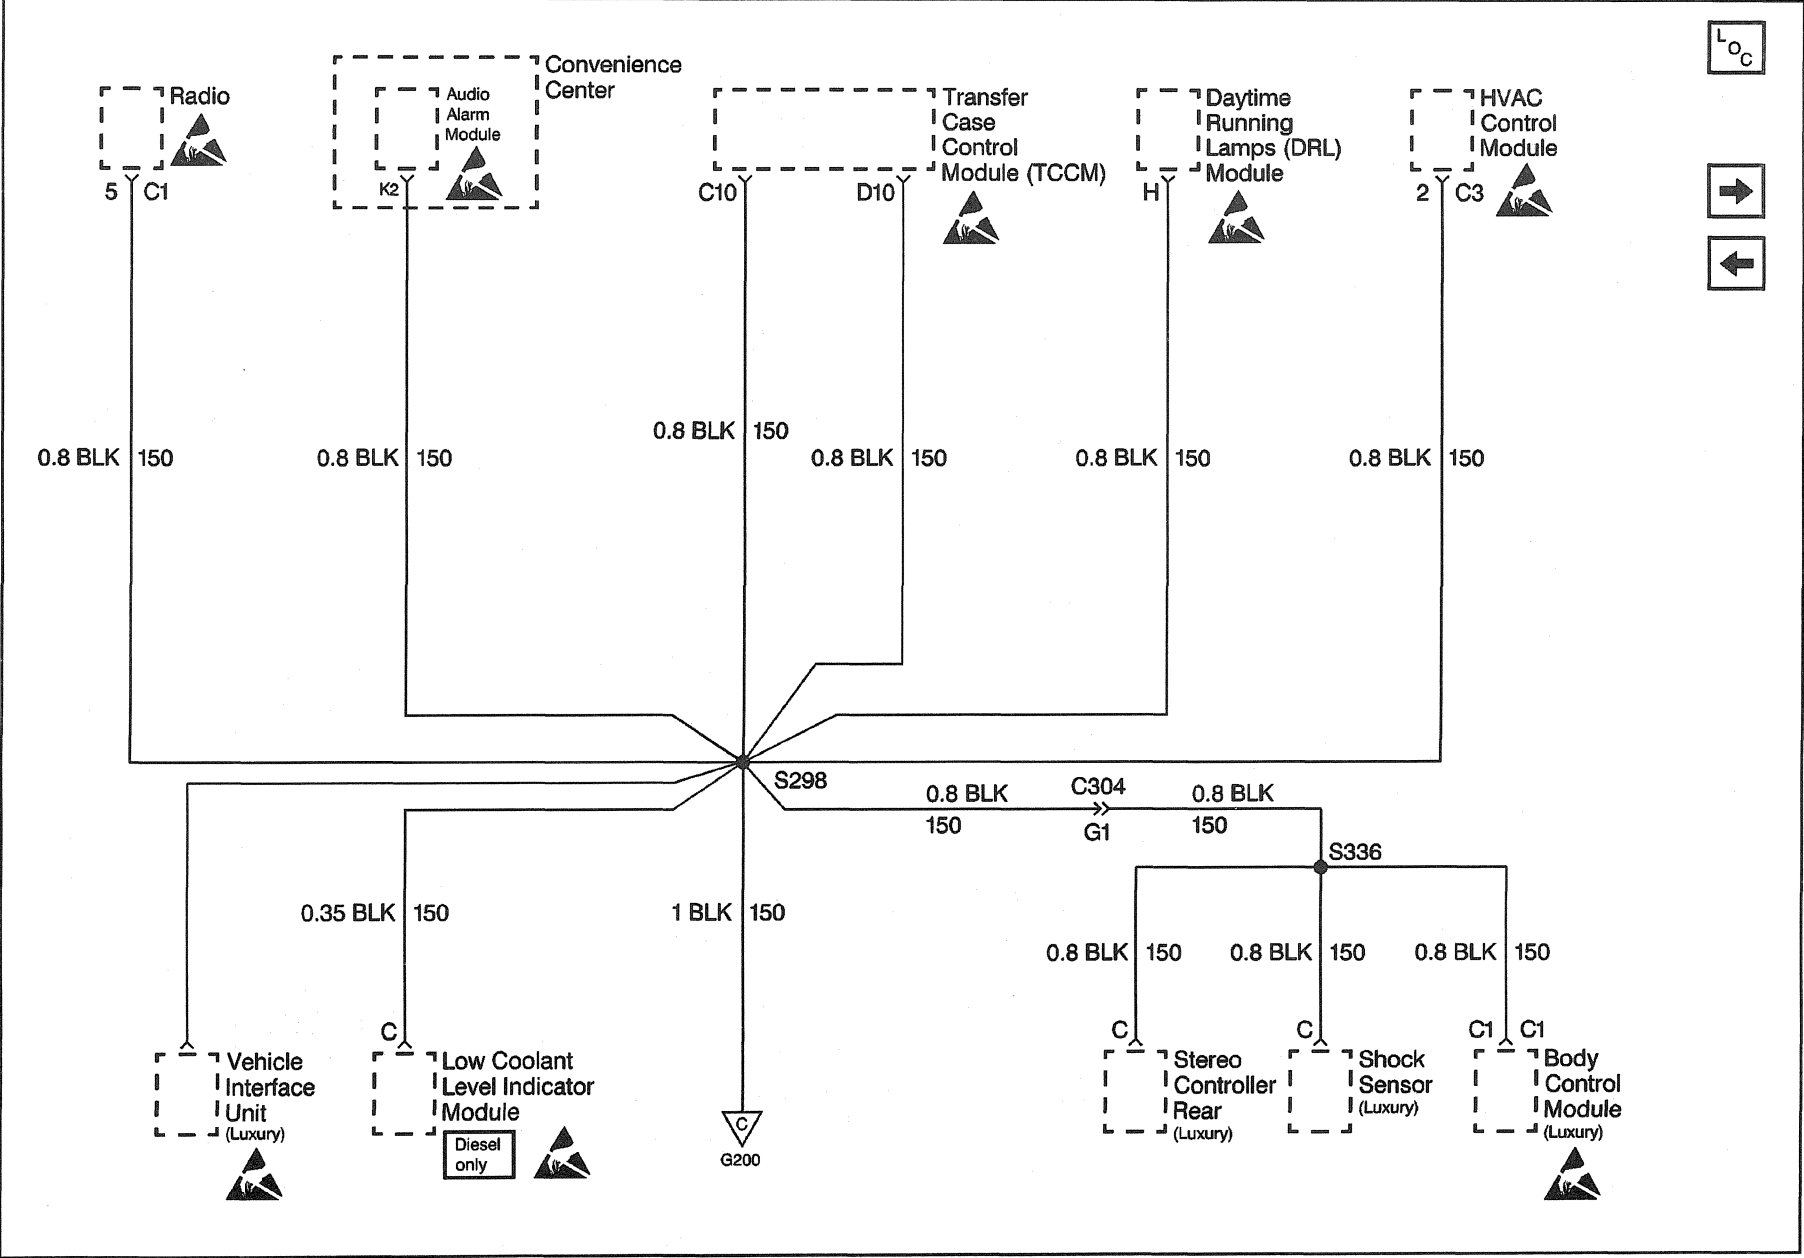 L O C
Convenience
Center
Radio
Audio
Alarm
Module
Transfer
Case
Control
Module (TCCM)
Daytime
Running
Lamps (DRL)
Module
HVAC
Control
Module
5 C1
K2
C10
D10
H
2 C3
0.8 BLK 150
0.8 BLK 150
0.8 BLK 150
0.8 BLK 150
0.8 BLK 150
0.8 BLK 150
S298
0.8 BLK
150
C304
G1
0.8 BLK
150
S336
0.35 BLK 150
1 BLK 150
0.8 BLK 150
0.8 BLK 150
0.8 BLK 150
Vehicle
Interface
Unit
(Luxury)
C
Low Coolant
Level Indicator
Module
Diesel
only
C
G200
C
Stereo
Controller
Rear
(Luxury)
C
Shock
Sensor
(Luxury)
C1 C1
Body
Control
Module
(Luxury)